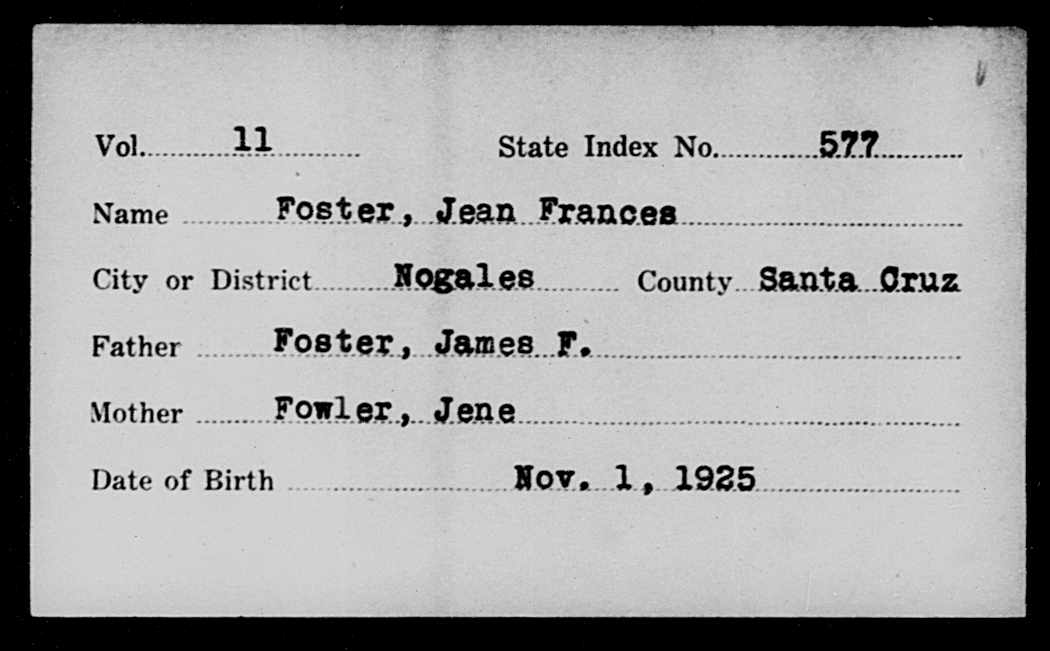 Vol. 11 State Index No. 577
Name Foster, Jean Frances
City or District Nogales County Santa Cruz
Father Foster, James F.
Mother Fowler, Jene
Date of Birth Nov. 1, 1925